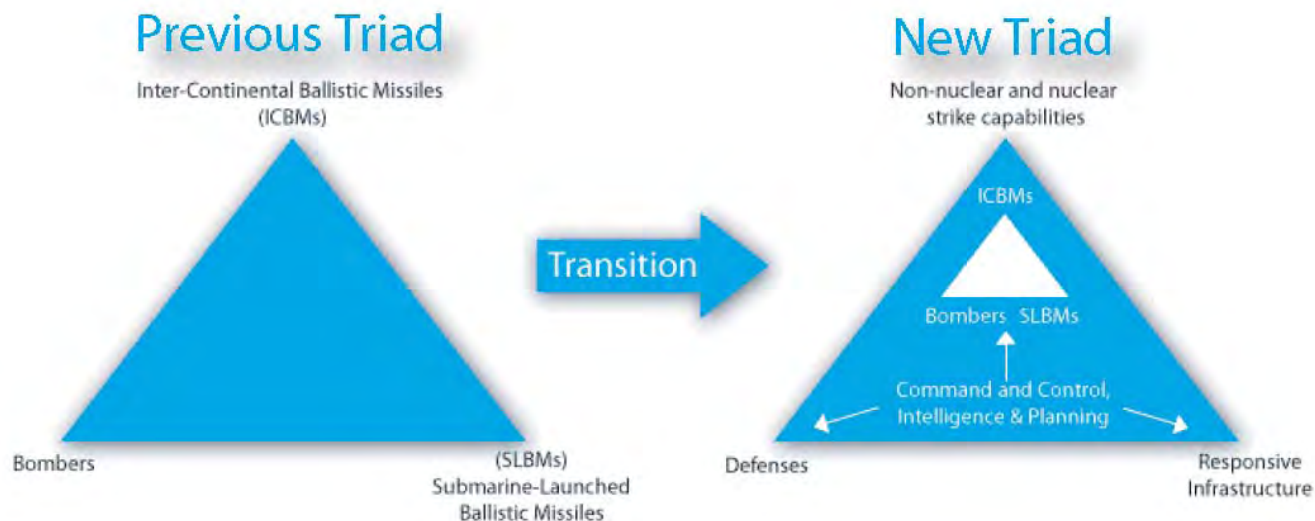 Previous Triad
Inter-Continental Ballistic Missiles
(ICBMs)
Bombers
(SLBMs)
Submarine-Launched
Ballistic Missiles
Transition
New Triad
Non-nuclear and nuclear
strike capabilities
ICBMs
Bombers SLBMs
Command and Control,
Intelligence & Planning
Defenses
Responsive
Infrastructure